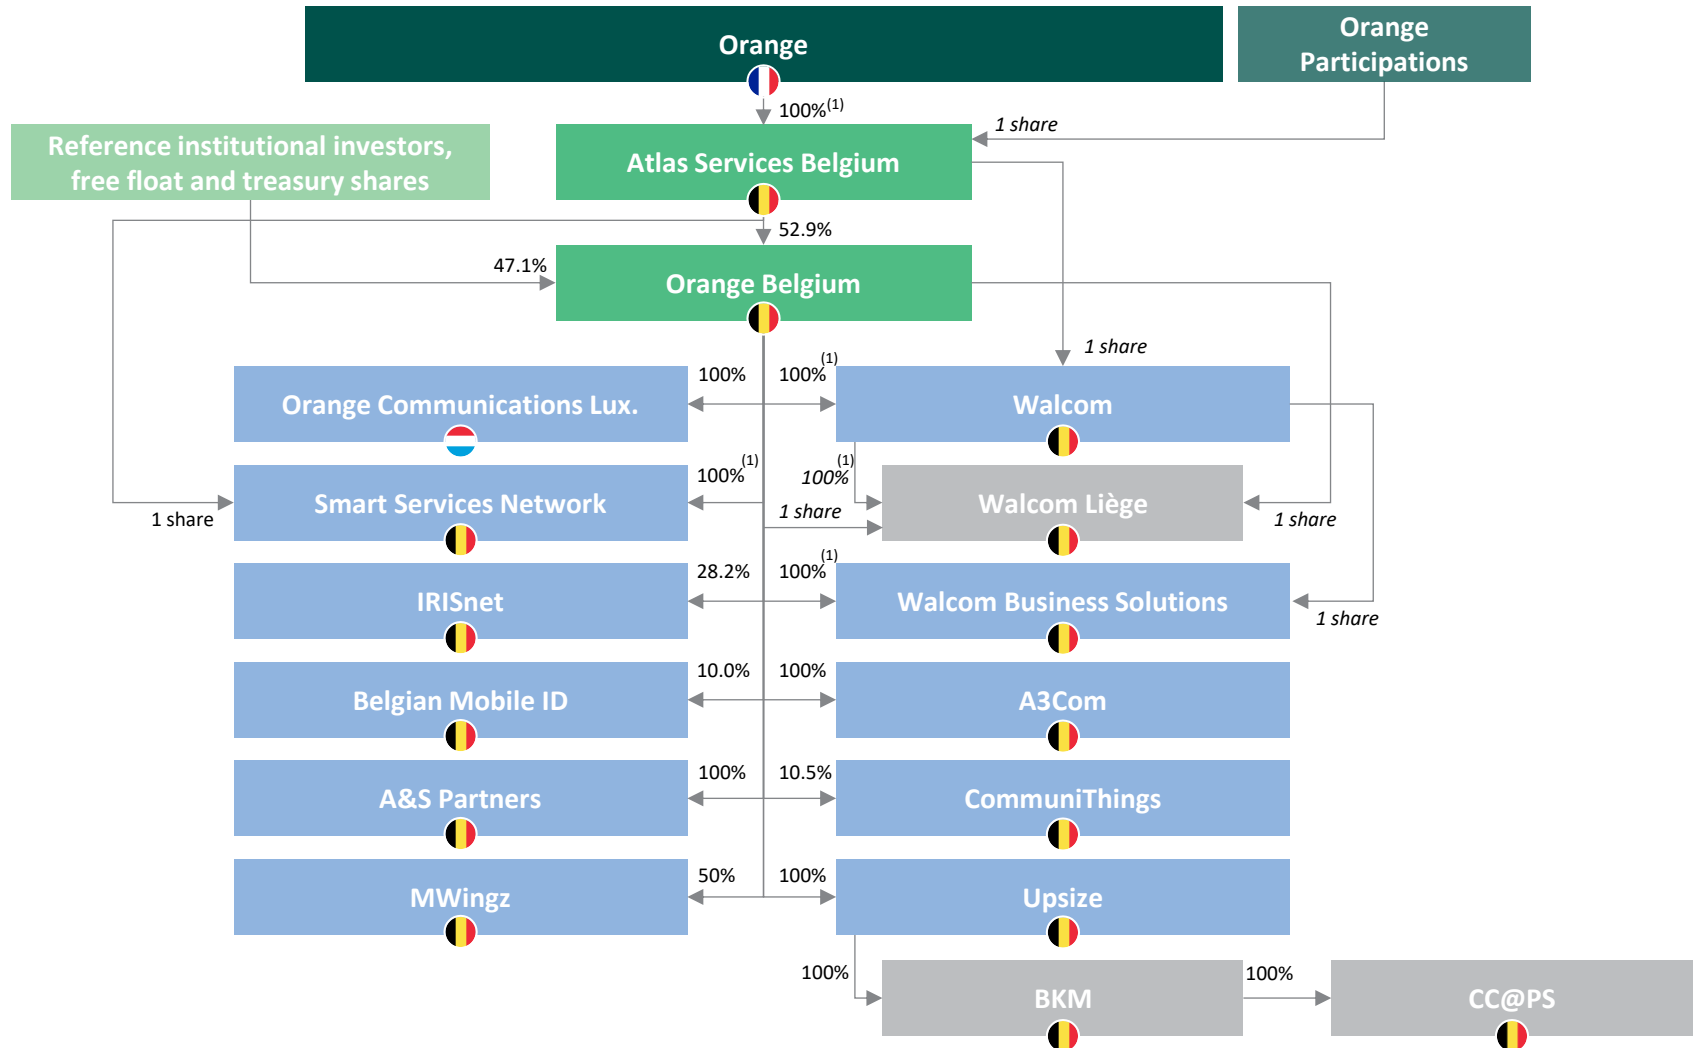 Orange
Orange
Participations
100%(1)
1 share
Reference institutional investors,
free float and treasury shares
Atlas Services Belgium
52.9%
47.1%
Orange Belgium
1 share
100%
100%(1)
Orange Communications Lux.
Walcom
100%(1)
100%(1)
Smart Services Network
Walcom Liège
1 share
1 share
1 share
28.2%
100%(1)
IRISnet
Walcom Business Solutions
1 share
10.0%
100%
Belgian Mobile ID
A3Com
100%
10.5%
A&S Partners
CommuniThings
50%
100%
MWingz
Upsize
100%
100%
BKM
CC@PS